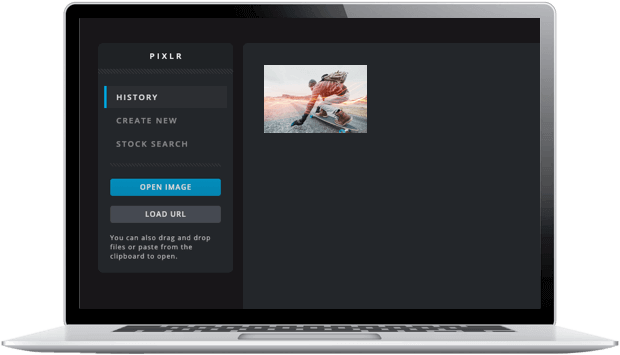 PIXLR
HISTORY
CREATE NEW
STOCK SEARCH
OPEN IMAGE
LOAD URL
You can also drag and drop
files or paste from the
clipboard to open.